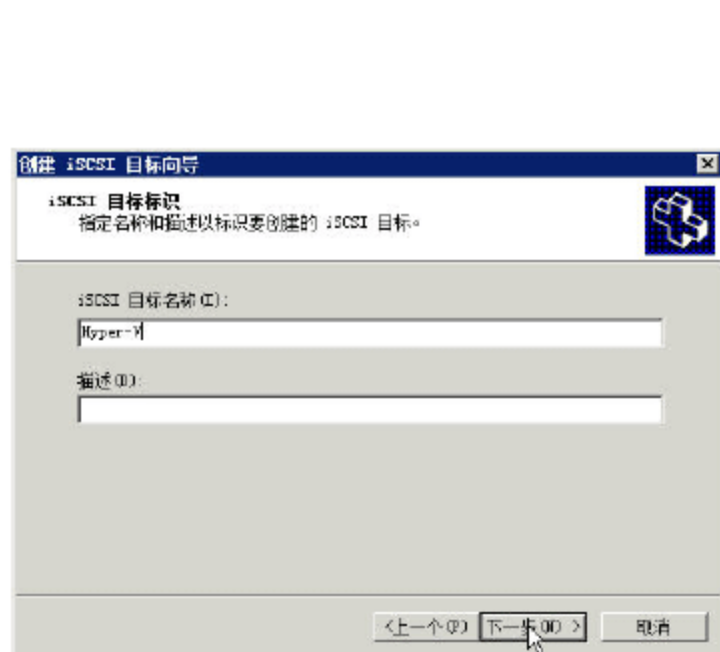 创建 iSCSI 目标向导
iSCSI 目标标识
指定名称和描述以标识要创建的 iSCSI 目标。
iSCSI 目标名称(I):
Hyper-V
描述(D):
<上一个(P) 下一步(N) > 取消